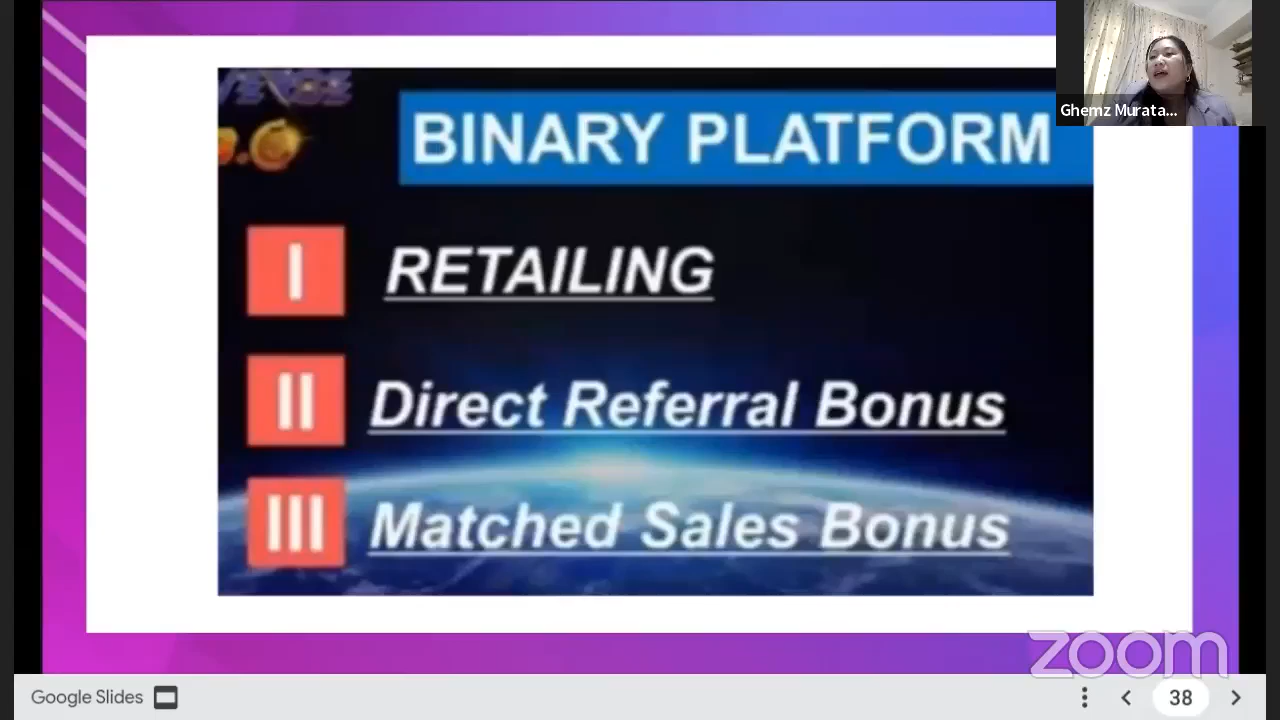 Ghemz Murata...
BINARY PLATFORM
I RETAILING
II Direct Referral Bonus
III Matched Sales Bonus
zoom
Google Slides
38